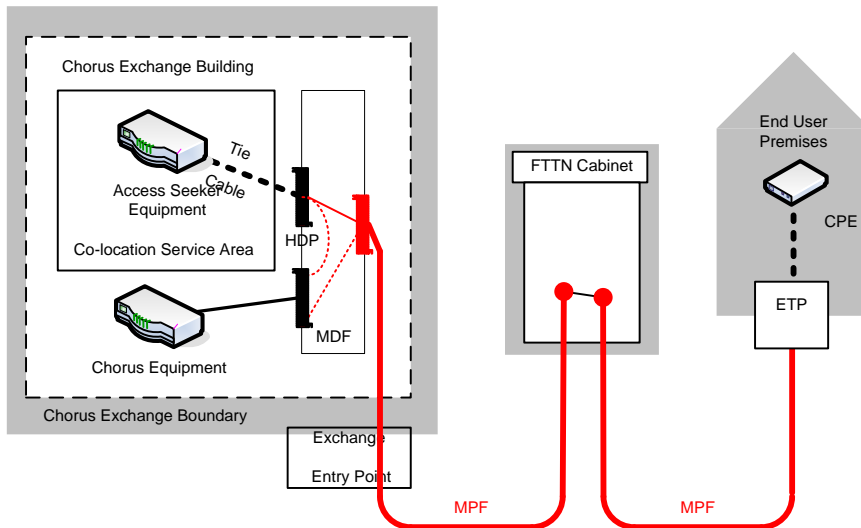 Chorus Exchange Building
Tie
Cable
Access Seeker
Equipment
HDP
Co-location Service Area
MDF
Chorus Equipment
Chorus Exchange Boundary
Exchange
Entry Point
MPF
FTTN Cabinet
MPF
End User
Premises
CPE
ETP